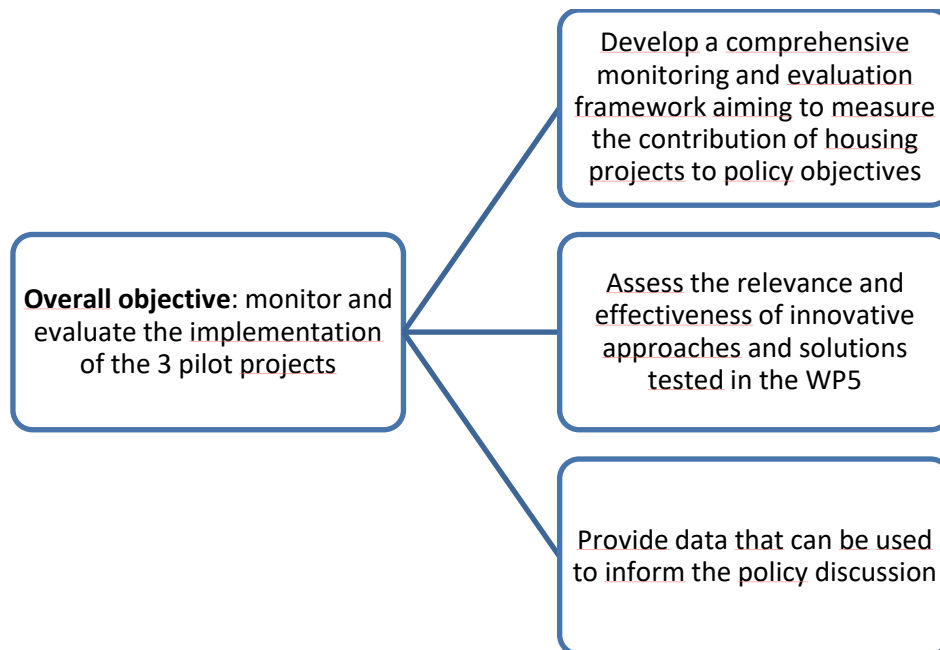 Overall objective: monitor and
evaluate the implementation
of the 3 pilot projects
Develop a comprehensive
monitoring and evaluation
framework aiming to measure
the contribution of housing
projects to policy objectives
Assess the relevance and
effectiveness of innovative
approaches and solutions
tested in the WP5
Provide data that can be used
to inform the policy discussion